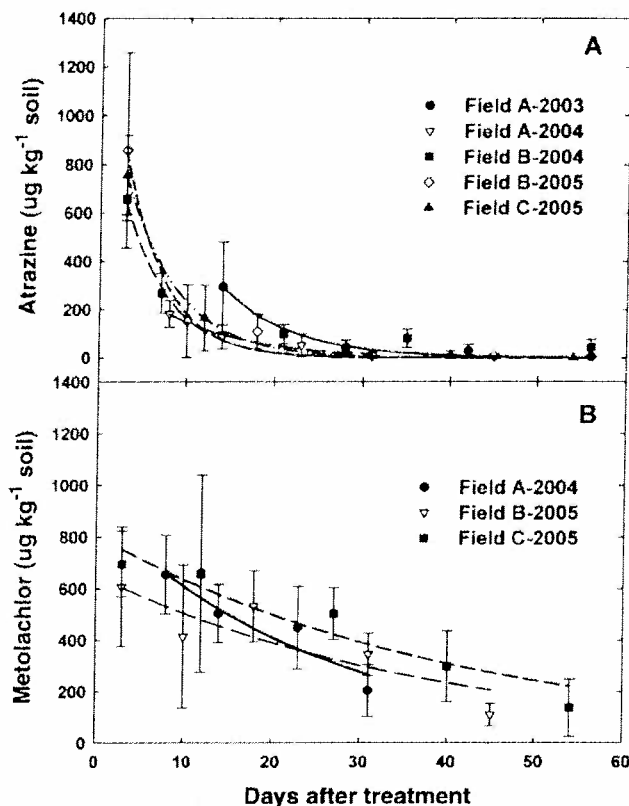 A
Atrazine (ug kg-1 soil)
1400
1200
1000
800
600
400
200
0
Field A-2003
Field A-2004
Field B-2004
Field B-2005
Field C-2005
B
Metolachlor (ug kg-1 soil)
1400
1200
1000
800
600
400
200
0
Field A-2004
Field B-2005
Field C-2005
0 10 20 30 40 50 60
Days after treatment